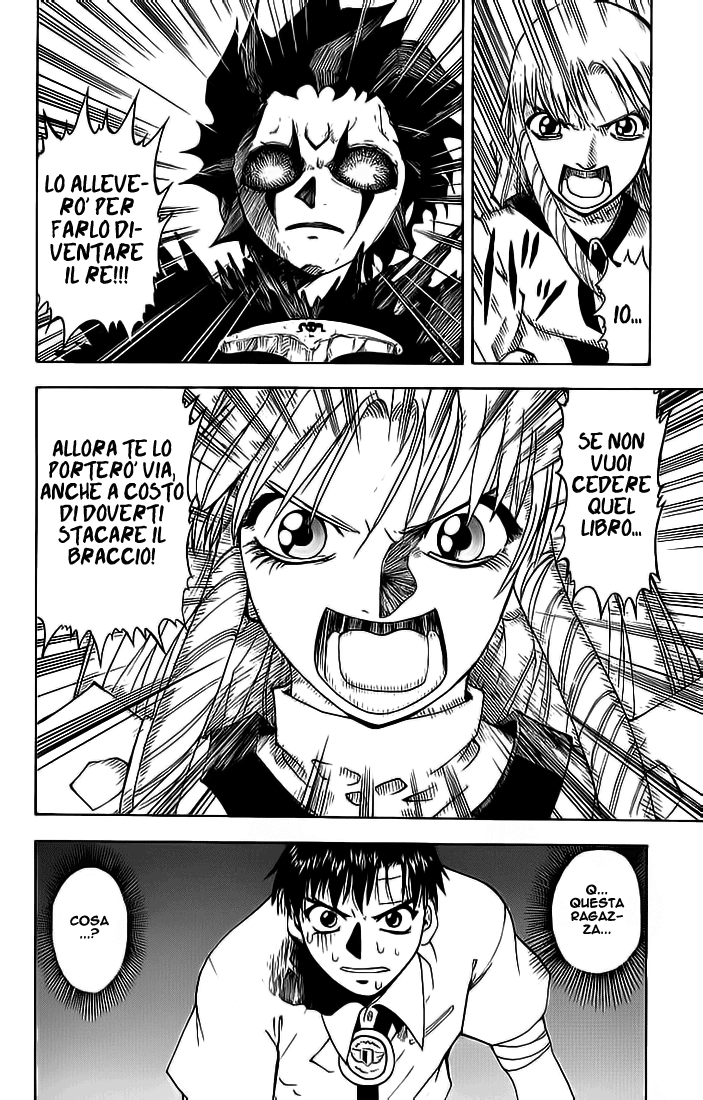 IO...
LO ALLEVE-
RO' PER
FARLO DI-
VENTARE
IL RE!!!
SE NON
VUOI
CEDERE
QUEL
LIBRO...
ALLORA TE LO
PORTERO' VIA,
ANCHE A COSTO
DI DOVERTI
STACARE IL
BRACCIO!
Q...
QUESTA
RAGAZ-
ZA...
COSA
...?